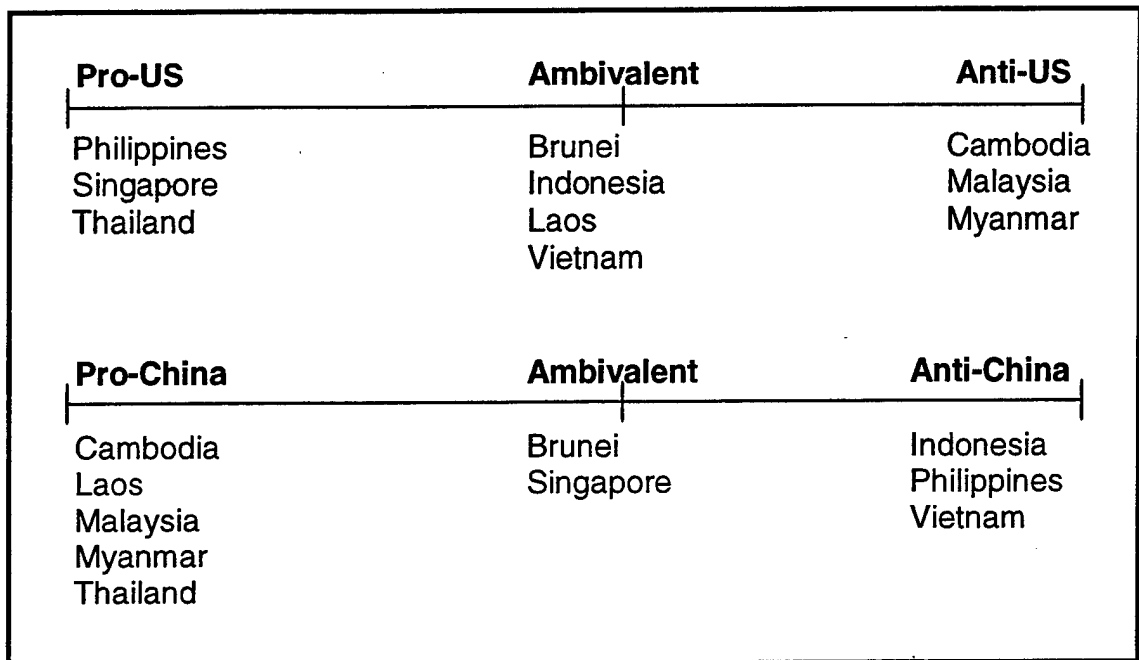 Pro-US Ambivalent Anti-US
Philippines Brunei Cambodia
Singapore Indonesia Malaysia
Thailand Laos Myanmar
Vietnam
Pro-China Ambivalent Anti-China
Cambodia Brunei Indonesia
Laos Singapore Philippines
Malaysia Vietnam
Myanmar
Thailand